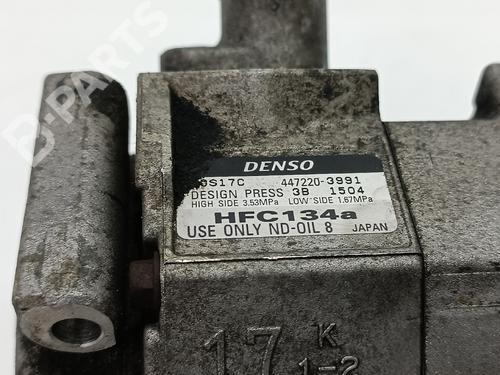 B-PARTS
DENSO
0S17C 447220-3991
DESIGN PRESS 3B 1504
HIGH SIDE 3.53MPa LOW SIDE 1.67MPa
HFC134a
USE ONLY ND-OIL 8 JAPAN
17 K
1-2